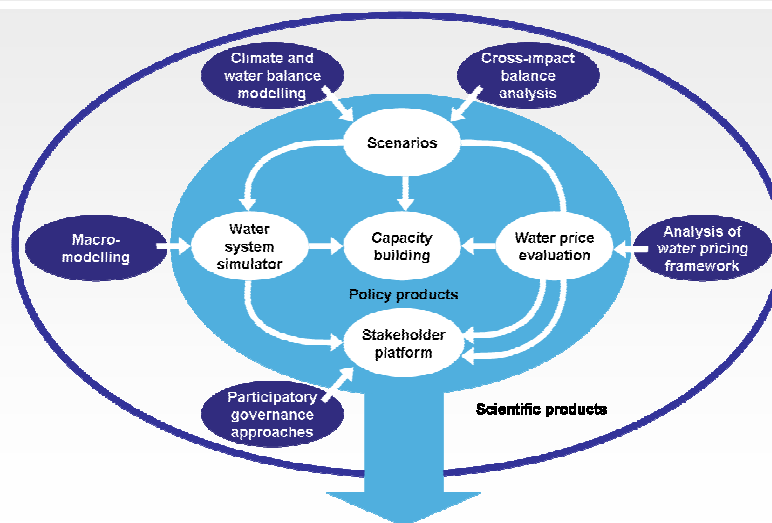 Climate and
water balance
modelling
Cross-impact
balance
analysis
Scenarios
Macro-
modelling
Water
system
simulator
Capacity
building
Water price
evaluation
Analysis of
water pricing
framework
Policy products
Stakeholder
platform
Participatory
governance
approaches
Scientific products